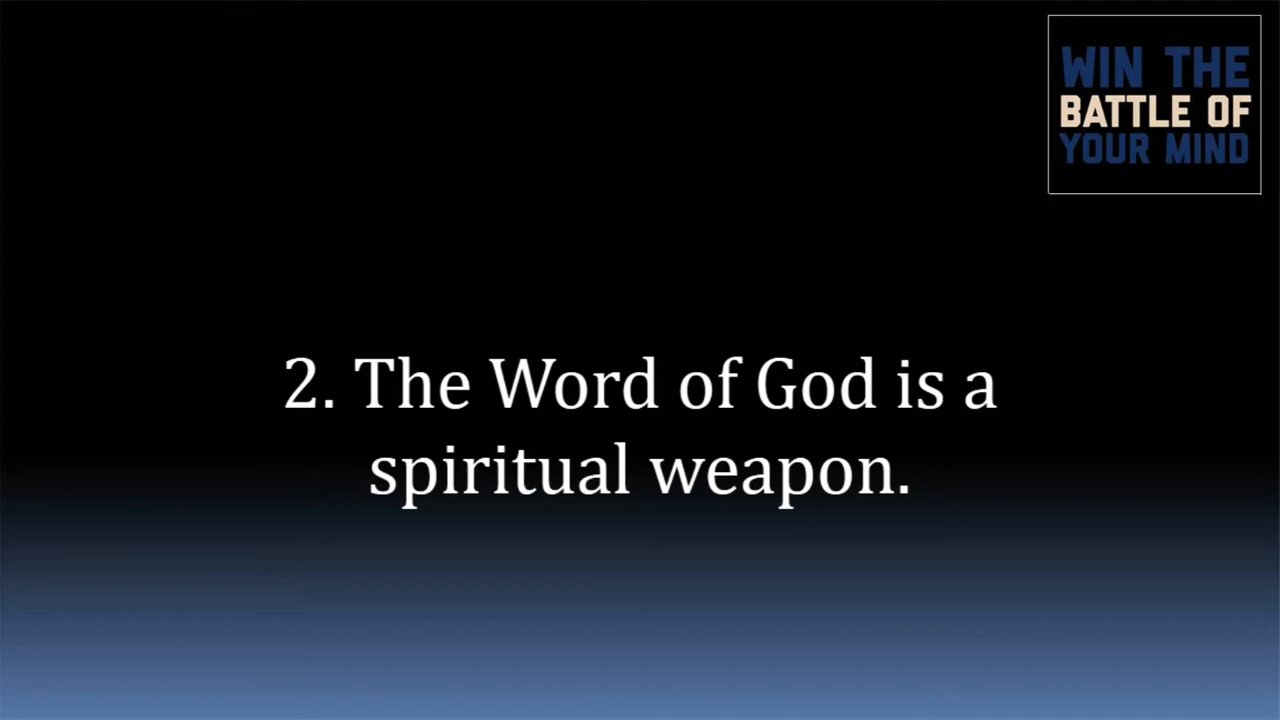 WIN THE
BATTLE OF
YOUR MIND
2. The Word of God is a
spiritual weapon.